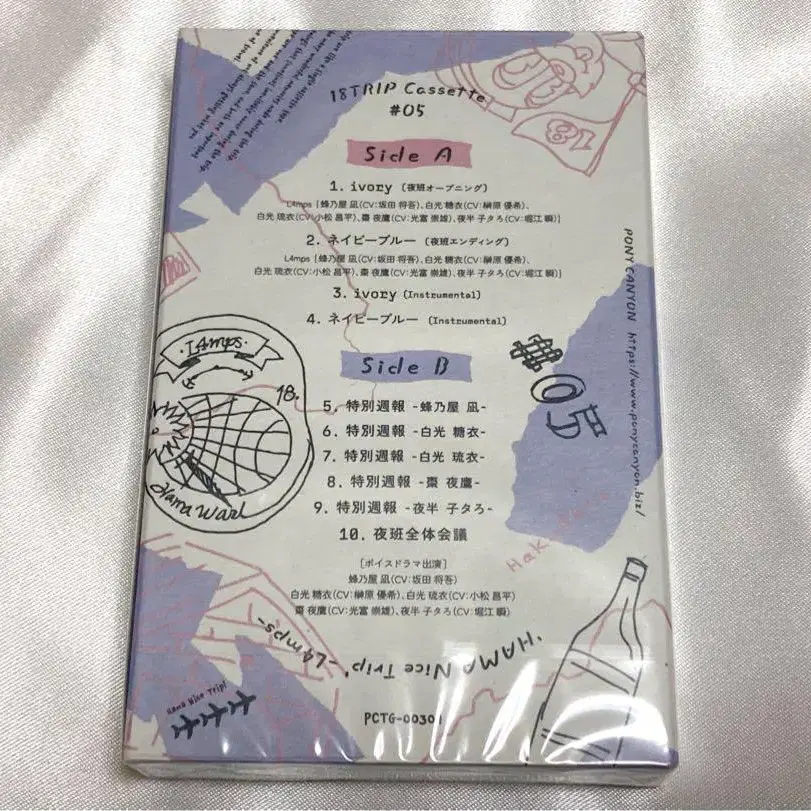 18TRIP Cassette
#05
Side A
1. ivory (夜班オープニング)
L4mps [蜂乃屋 凪(CV:坂田 将吾)、白光 糖衣(CV:榊原 優希)、
白光 琉衣(CV:小松 昌平)、棗 夜鷹(CV:光富 崇雄)、夜半 子タろ(CV:堀江 瞬)]
2. ネイビーブルー (夜班エンディング)
L4mps [蜂乃屋 凪(CV:坂田 将吾)、白光 糖衣(CV:榊原 優希)、
白光 琉衣(CV:小松 昌平)、棗 夜鷹(CV:光富 崇雄)、夜半 子タろ(CV:堀江 瞬)]
3. ivory (Instrumental)
4. ネイビーブルー (Instrumental)
Side B
5. 特別週報 -蜂乃屋 凪-
6. 特別週報 -白光 糖衣-
7. 特別週報 -白光 琉衣-
8. 特別週報 -棗 夜鷹-
9. 特別週報 -夜半 子タろ-
10. 夜班全体会議
[ボイスドラマ出演]
蜂乃屋 凪(CV:坂田 将吾)
白光 糖衣(CV:榊原 優希)、白光 琉衣(CV:小松 昌平)
棗 夜鷹(CV:光富 崇雄)、夜半 子タろ(CV:堀江 瞬)
'HAMA Nice Trip' -L4mps-
PCTG-00301
PONY CANYON https://www.ponycanyon.biz/
#05
L4mps
18
Hama Nice Trip!
18